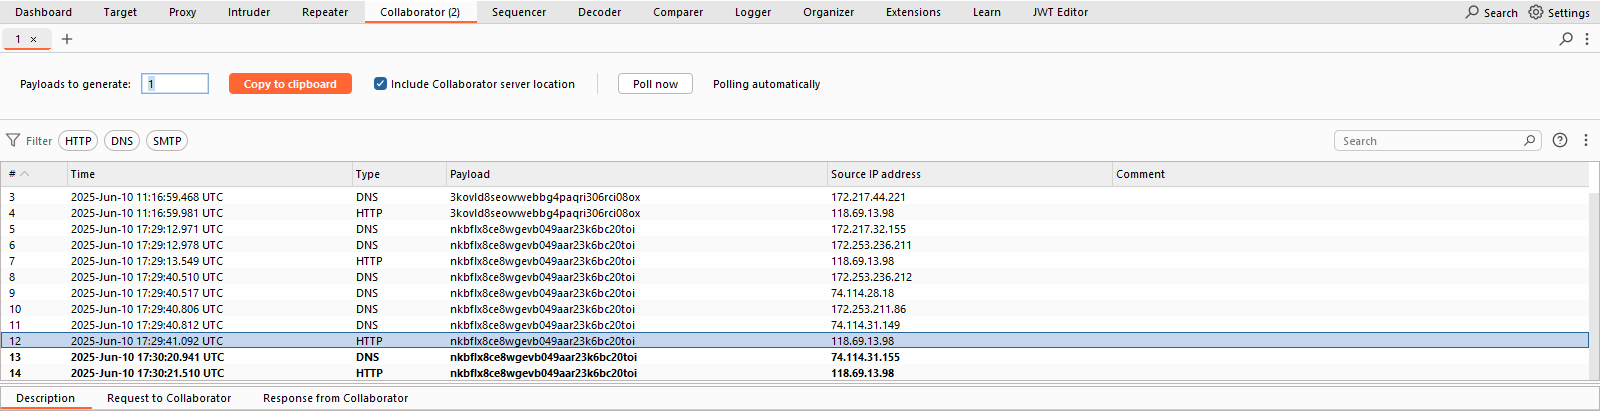 Dashboard Target Proxy Intruder Repeater Collaborator (2) Sequencer Decoder Comparer Logger Organizer Extensions Learn JWT Editor Search Settings
1 × +
Payloads to generate: 1 Copy to clipboard Include Collaborator server location Poll now Polling automatically
Filter HTTP DNS SMTP Search
# Time Type Payload Source IP address Comment
3 2025-Jun-10 11:16:59.468 UTC DNS 3kovld8seowwebbg4paqri306rci08ox 172.217.44.221
4 2025-Jun-10 11:16:59.981 UTC HTTP 3kovld8seowwebbg4paqri306rci08ox 118.69.13.98
5 2025-Jun-10 17:29:12.971 UTC DNS nkbflx8ce8wgevb049aar23k6bc20toi 172.217.32.155
6 2025-Jun-10 17:29:12.978 UTC DNS nkbflx8ce8wgevb049aar23k6bc20toi 172.253.236.211
7 2025-Jun-10 17:29:13.549 UTC HTTP nkbflx8ce8wgevb049aar23k6bc20toi 118.69.13.98
8 2025-Jun-10 17:29:40.510 UTC DNS nkbflx8ce8wgevb049aar23k6bc20toi 172.253.236.212
9 2025-Jun-10 17:29:40.517 UTC DNS nkbflx8ce8wgevb049aar23k6bc20toi 74.114.28.18
10 2025-Jun-10 17:29:40.806 UTC DNS nkbflx8ce8wgevb049aar23k6bc20toi 172.253.211.86
11 2025-Jun-10 17:29:40.812 UTC DNS nkbflx8ce8wgevb049aar23k6bc20toi 74.114.31.149
12 2025-Jun-10 17:29:41.092 UTC HTTP nkbflx8ce8wgevb049aar23k6bc20toi 118.69.13.98
13 2025-Jun-10 17:30:20.941 UTC DNS nkbflx8ce8wgevb049aar23k6bc20toi 74.114.31.155
14 2025-Jun-10 17:30:21.510 UTC HTTP nkbflx8ce8wgevb049aar23k6bc20toi 118.69.13.98
Description Request to Collaborator Response from Collaborator